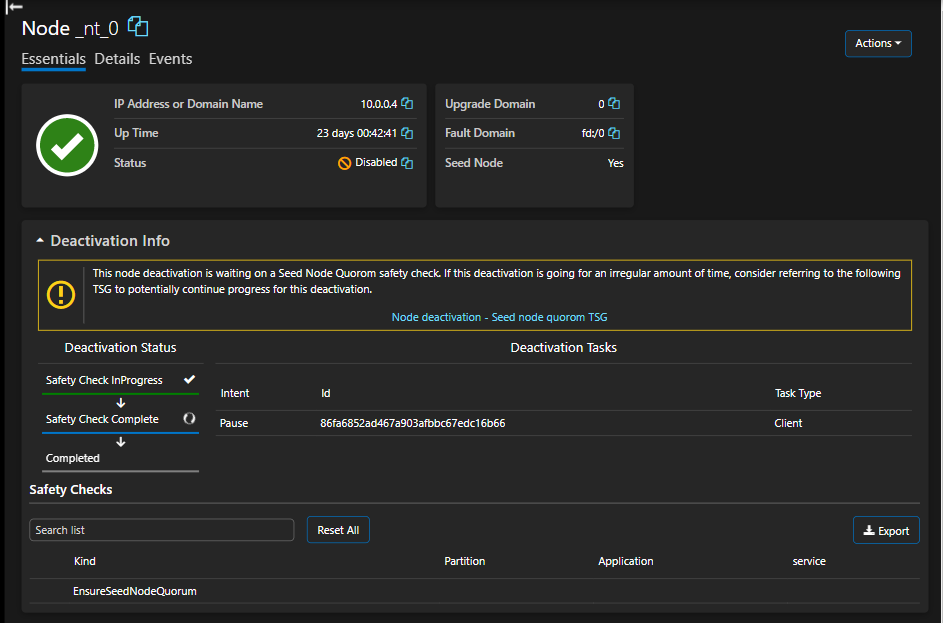 Node _nt_0
Actions
Essentials Details Events
IP Address or Domain Name 10.0.0.4
Up Time 23 days 00:42:41
Status Disabled
Upgrade Domain 0
Fault Domain fd:/0
Seed Node Yes
Deactivation Info
This node deactivation is waiting on a Seed Node Quorom safety check. If this deactivation is going for an irregular amount of time, consider referring to the following
TSG to potentially continue progress for this deactivation.
Node deactivation - Seed node quorom TSG
Deactivation Status
Safety Check InProgress
Safety Check Complete
Completed
Deactivation Tasks
Intent Id Task Type
Pause 86fa6852ad467a903afbbc67edc16b66 Client
Safety Checks
Search list Reset All Export
Kind Partition Application service
EnsureSeedNodeQuorum